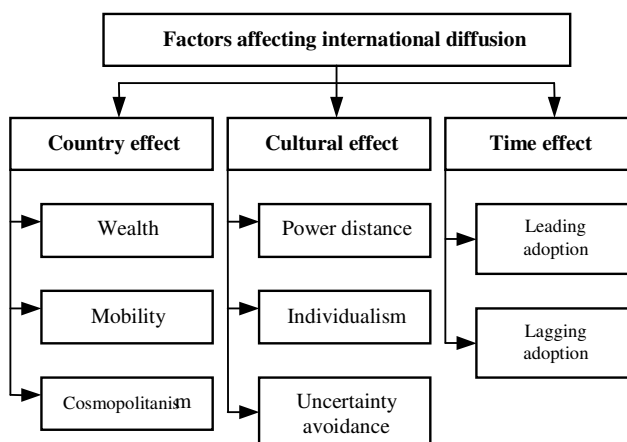 Factors affecting international diffusion
Country effect
Cultural effect
Time effect
Wealth
Power distance
Leading
adoption
Mobility
Individualism
Lagging
adoption
Cosmopolitanism
Uncertainty
avoidance